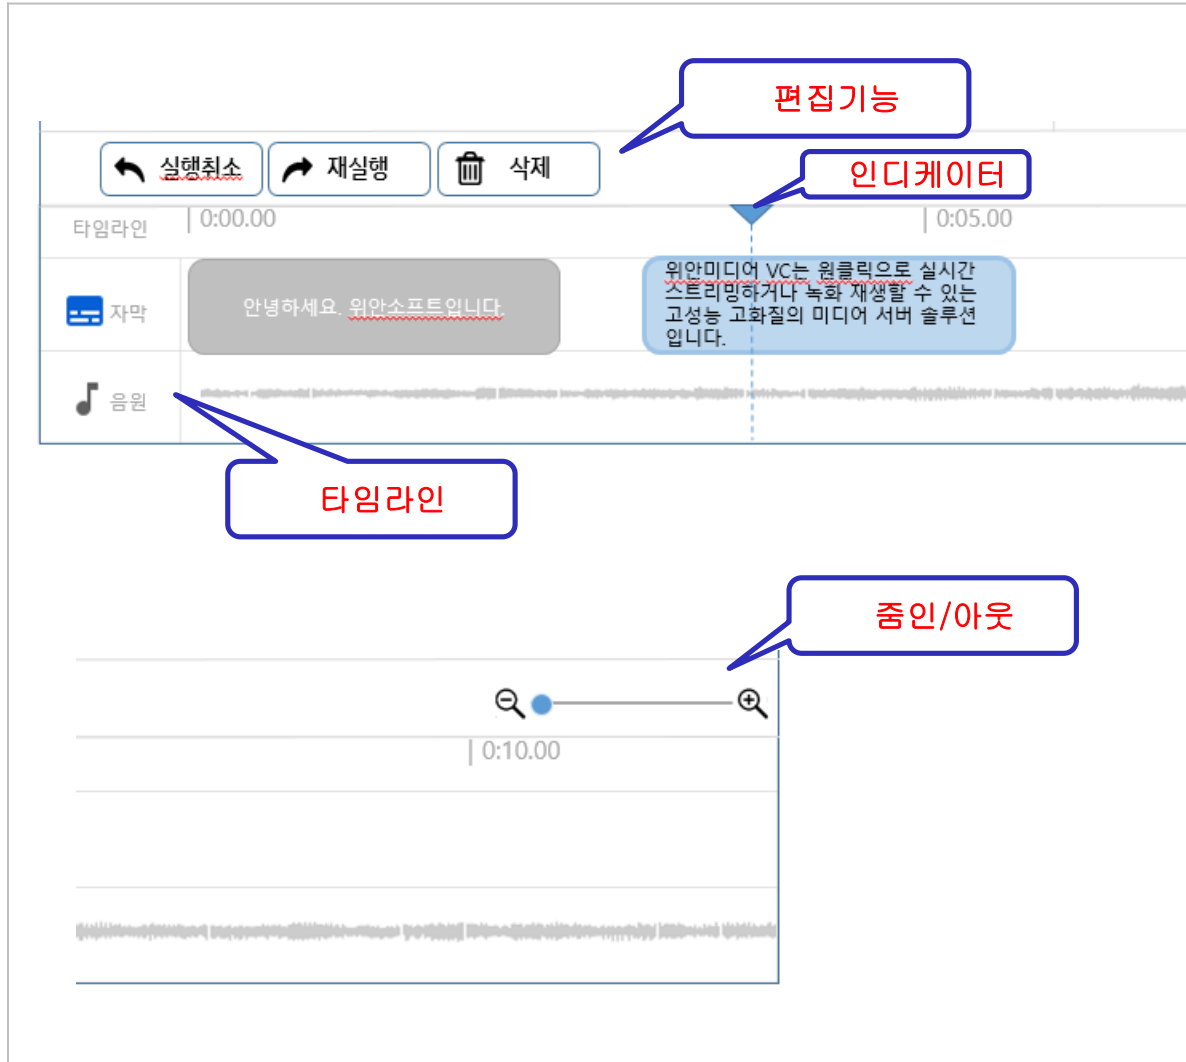 편집기능
실행취소 재실행 삭제
인디케이터
타임라인 | 0:00.00 | 0:05.00
자막
안녕하세요. 위안소프트입니다.
위안미디어 VC는 원클릭으로 실시간
스트리밍하거나 녹화 재생할 수 있는
고성능 고화질의 미디어 서버 솔루션
입니다.
음원
타임라인
줌인/아웃
| 0:10.00